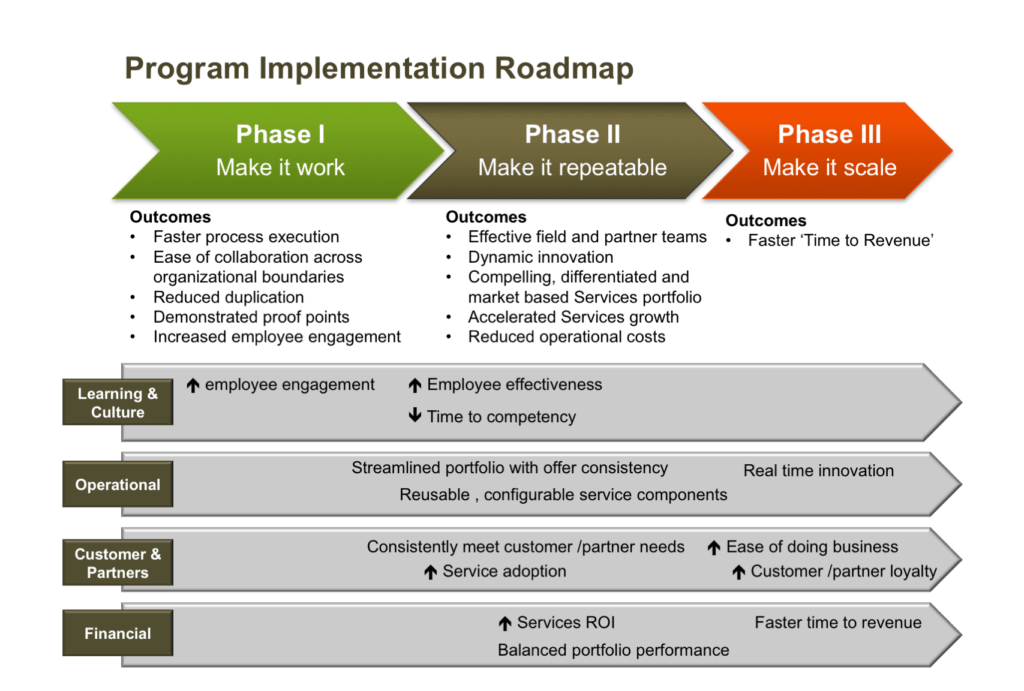 Program Implementation Roadmap
Phase I
Make it work
Phase II
Make it repeatable
Phase III
Make it scale
Outcomes
• Faster process execution
• Ease of collaboration across
organizational boundaries
• Reduced duplication
• Demonstrated proof points
• Increased employee engagement
Outcomes
• Effective field and partner teams
• Dynamic innovation
• Compelling, differentiated and
market based Services portfolio
• Accelerated Services growth
• Reduced operational costs
Outcomes
• Faster ‘Time to Revenue’
Learning &
Culture
↑ employee engagement
↑ Employee effectiveness
↓ Time to competency
Operational
Streamlined portfolio with offer consistency
Reusable , configurable service components
Real time innovation
Customer &
Partners
Consistently meet customer /partner needs
↑ Service adoption
↑ Ease of doing business
↑ Customer /partner loyalty
Financial
↑ Services ROI
Balanced portfolio performance
Faster time to revenue